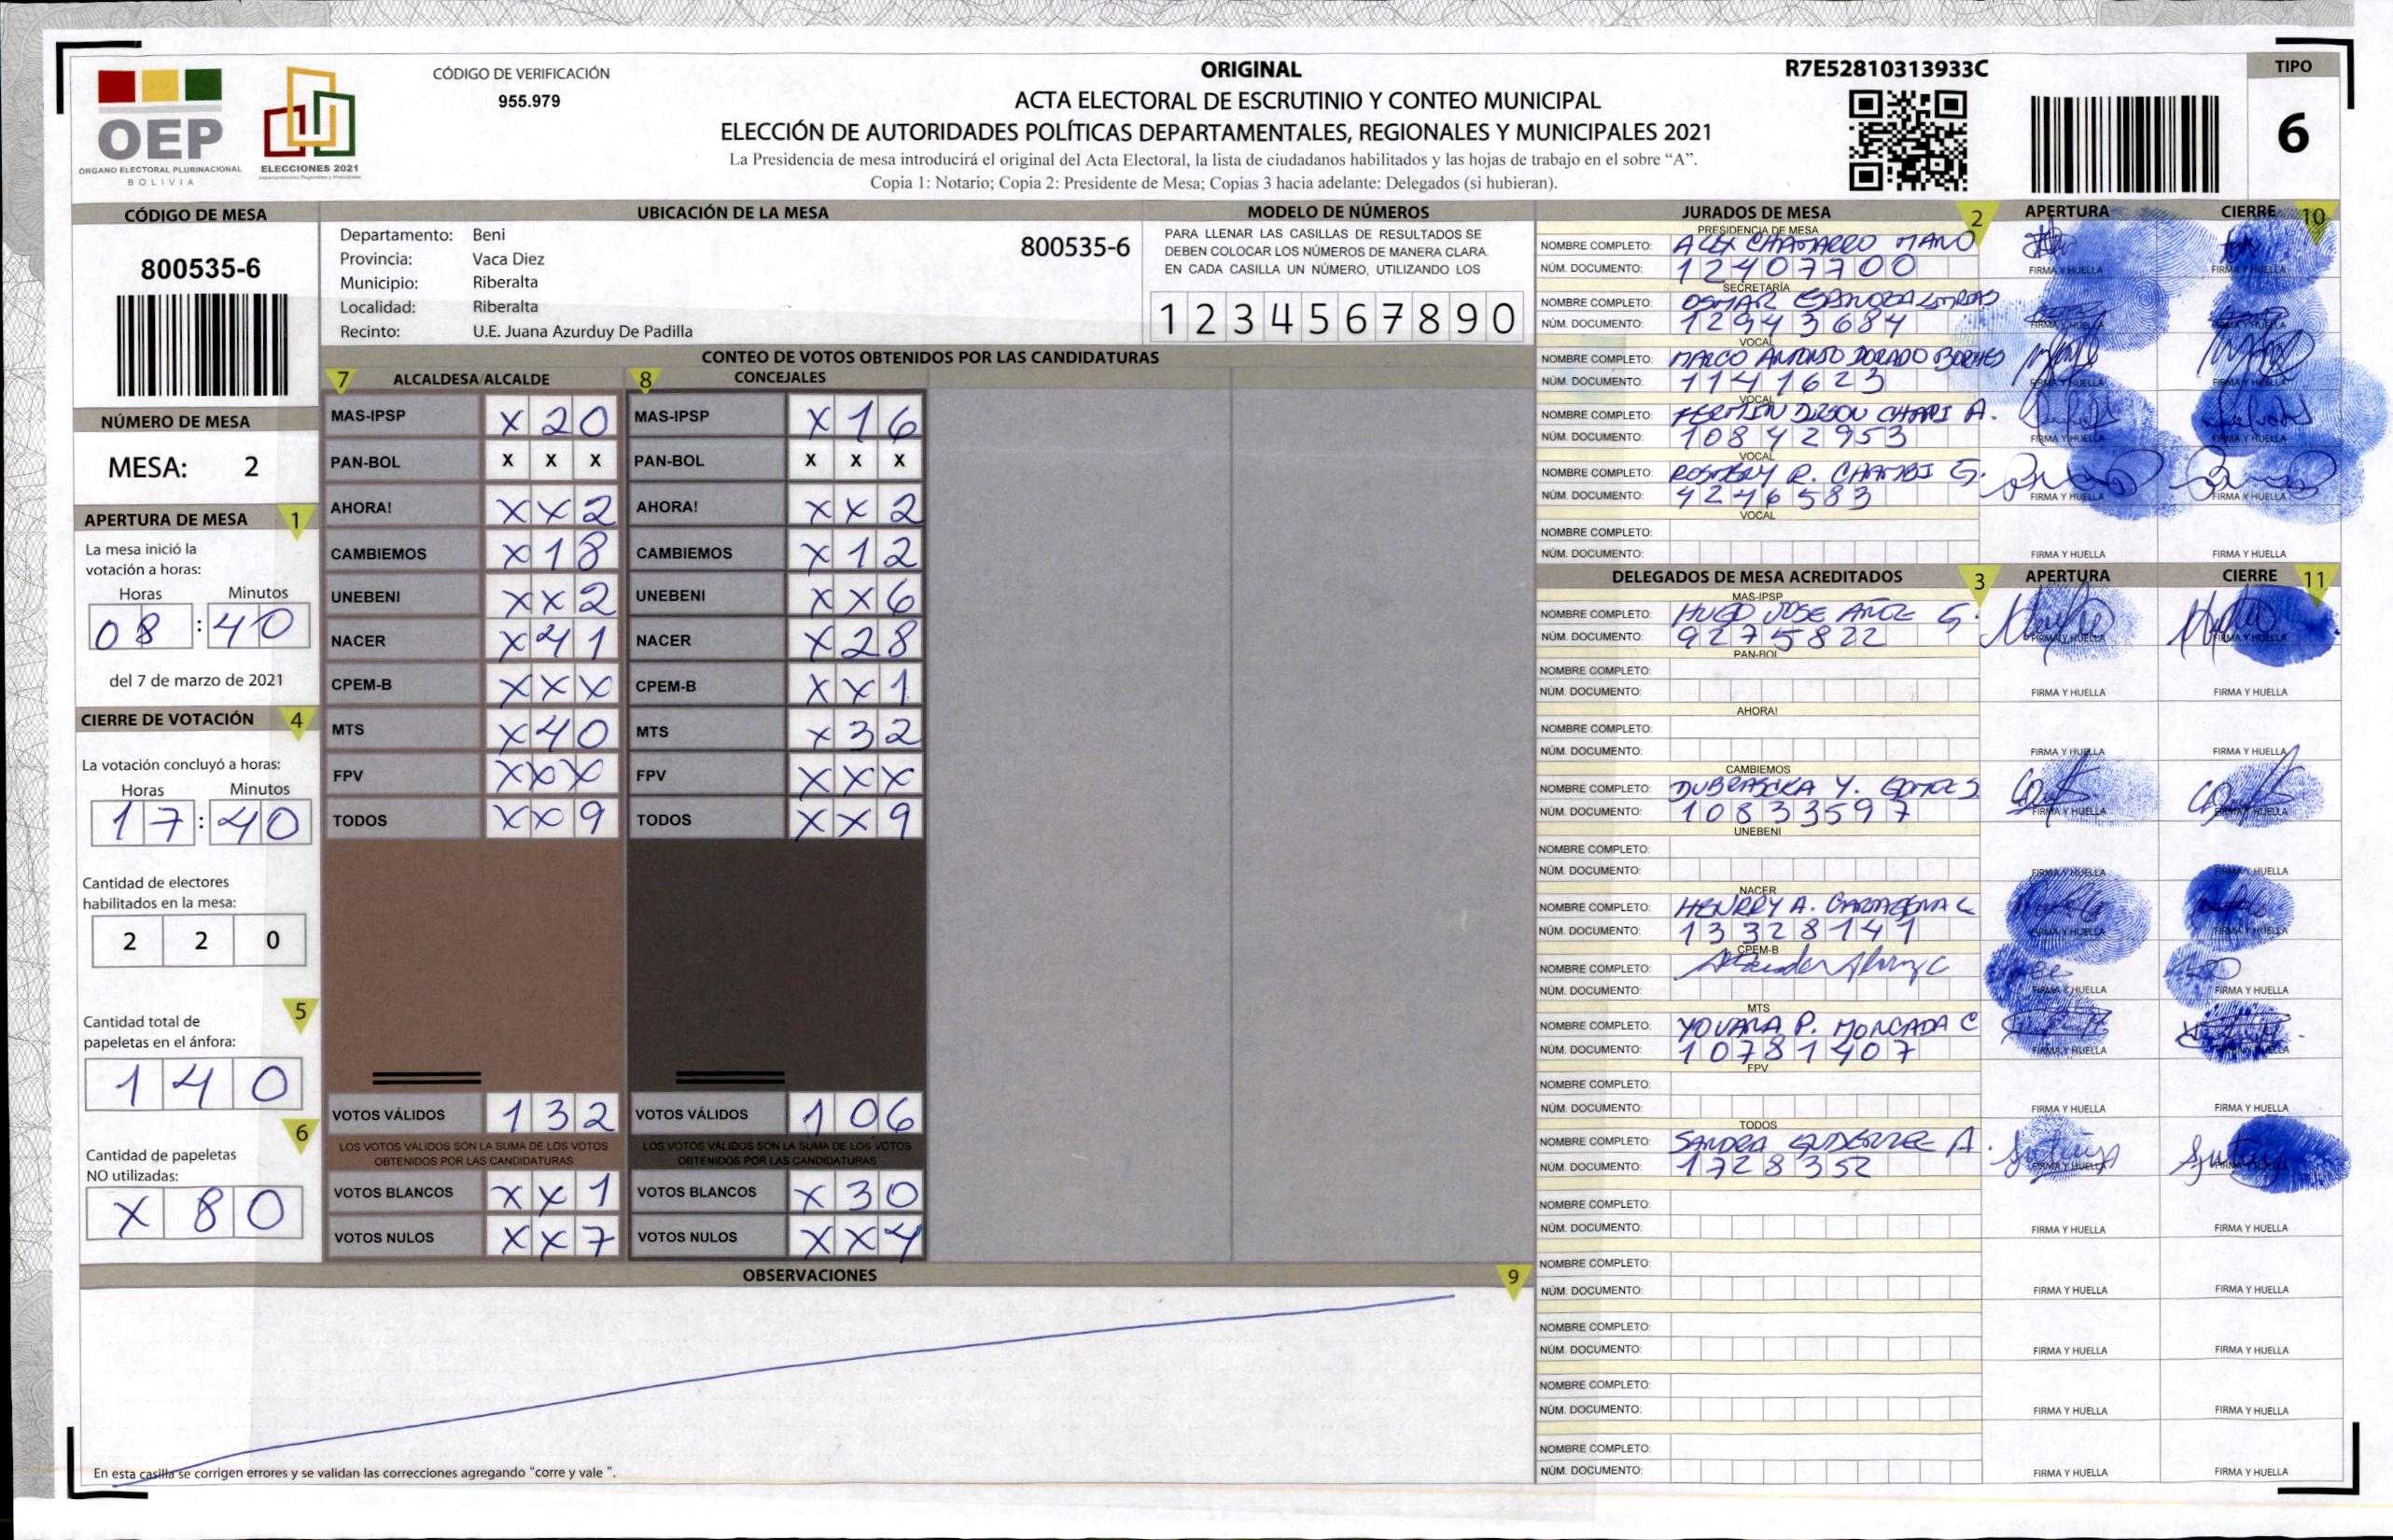 OEP
ÓRGANO ELECTORAL PLURINACIONAL
BOLIVIA
ELECCIONES 2021
CÓDIGO DE VERIFICACIÓN
955.979
ORIGINAL
ACTA ELECTORAL DE ESCRUTINIO Y CONTEO MUNICIPAL
ELECCIÓN DE AUTORIDADES POLÍTICAS DEPARTAMENTALES, REGIONALES Y MUNICIPALES 2021
La Presidencia de mesa introducirá el original del Acta Electoral, la lista de ciudadanos habilitados y las hojas de trabajo en el sobre “A”.
Copia 1: Notario; Copia 2: Presidente de Mesa; Copias 3 hacia adelante: Delegados (si hubieran).
R7E52810313933C
TIPO
6
CÓDIGO DE MESA
800535-6
NÚMERO DE MESA
MESA: 2
APERTURA DE MESA 1
La mesa inició la
votación a horas:
Horas Minutos
08 : 40
del 7 de marzo de 2021
CIERRE DE VOTACIÓN 4
La votación concluyó a horas:
Horas Minutos
17 : 40
Cantidad de electores
habilitados en la mesa:
2 2 0
5
Cantidad total de
papeletas en el ánfora:
1 4 0
6
Cantidad de papeletas
NO utilizadas:
X 8 0
UBICACIÓN DE LA MESA
Departamento: Beni
Provincia: Vaca Diez
Municipio: Riberalta
Localidad: Riberalta
Recinto: U.E. Juana Azurduy De Padilla
800535-6
MODELO DE NÚMEROS
PARA LLENAR LAS CASILLAS DE RESULTADOS SE
DEBEN COLOCAR LOS NÚMEROS DE MANERA CLARA.
EN CADA CASILLA UN NÚMERO, UTILIZANDO LOS
1 2 3 4 5 6 7 8 9 0
CONTEO DE VOTOS OBTENIDOS POR LAS CANDIDATURAS
7 ALCALDESA/ALCALDE 8 CONCEJALES
MAS-IPSP X 2 0 MAS-IPSP X 1 6
PAN-BOL X X X PAN-BOL X X X
AHORA! X X 2 AHORA! X X 2
CAMBIEMOS X 1 8 CAMBIEMOS X 1 2
UNEBENI X X 2 UNEBENI X X 6
NACER X 4 1 NACER X 2 8
CPEM-B X X X CPEM-B X X 1
MTS X 4 0 MTS X 3 2
FPV X X X FPV X X X
TODOS X X 9 TODOS X X 9
VOTOS VÁLIDOS 1 3 2 VOTOS VÁLIDOS 1 0 6
LOS VOTOS VÁLIDOS SON LA SUMA DE LOS VOTOS LOS VOTOS VÁLIDOS SON LA SUMA DE LOS VOTOS
OBTENIDOS POR LAS CANDIDATURAS OBTENIDOS POR LAS CANDIDATURAS
VOTOS BLANCOS X X 1 VOTOS BLANCOS X 3 0
VOTOS NULOS X X 7 VOTOS NULOS X X 4
OBSERVACIONES 9
En esta casilla se corrigen errores y se validan las correcciones agregando “corre y vale ”.
JURADOS DE MESA 2 APERTURA CIERRE 10
PRESIDENCIA DE MESA
NOMBRE COMPLETO: ALEX CHAMARRO MANO
NÚM. DOCUMENTO: 12407700 FIRMA Y HUELLA FIRMA Y HUELLA
SECRETARÍA
NOMBRE COMPLETO: OSMAR
NÚM. DOCUMENTO: 12943684 FIRMA Y HUELLA
VOCAL
NOMBRE COMPLETO: MARCO ANTONIO DORADO
NÚM. DOCUMENTO: 1141623 FIRMA Y HUELLA FIRMA Y HUELLA
VOCAL
NOMBRE COMPLETO: FERMIN CHAPI A.
NÚM. DOCUMENTO: 10842953 FIRMA Y HUELLA FIRMA Y HUELLA
VOCAL
NOMBRE COMPLETO: ROSMERY R. CHAMBI G.
NÚM. DOCUMENTO: 4246583 FIRMA Y HUELLA FIRMA Y HUELLA
VOCAL
NOMBRE COMPLETO:
NÚM. DOCUMENTO: FIRMA Y HUELLA FIRMA Y HUELLA
DELEGADOS DE MESA ACREDITADOS 3 APERTURA CIERRE 11
MAS-IPSP
NOMBRE COMPLETO: HUGO JOSE AÑEZ G.
NÚM. DOCUMENTO: 9275822 FIRMA Y HUELLA FIRMA Y HUELLA
PAN-BOL
NOMBRE COMPLETO:
NÚM. DOCUMENTO: FIRMA Y HUELLA FIRMA Y HUELLA
AHORA!
NOMBRE COMPLETO:
NÚM. DOCUMENTO: FIRMA Y HUELLA FIRMA Y HUELLA
CAMBIEMOS
NOMBRE COMPLETO: DUBRASKA Y. GOMES
NÚM. DOCUMENTO: 10833597 FIRMA Y HUELLA FIRMA Y HUELLA
UNEBENI
NOMBRE COMPLETO:
NÚM. DOCUMENTO: FIRMA Y HUELLA FIRMA Y HUELLA
NACER
NOMBRE COMPLETO: HENRRY A. CARTAGENA C
NÚM. DOCUMENTO: 13328141 FIRMA Y HUELLA FIRMA Y HUELLA
CPEM-B
NOMBRE COMPLETO:
NÚM. DOCUMENTO: FIRMA Y HUELLA FIRMA Y HUELLA
MTS
NOMBRE COMPLETO: YOVANA P. MONCADA C
NÚM. DOCUMENTO: 10781407 FIRMA Y HUELLA FIRMA Y HUELLA
FPV
NOMBRE COMPLETO:
NÚM. DOCUMENTO: FIRMA Y HUELLA FIRMA Y HUELLA
TODOS
NOMBRE COMPLETO: SANDRA GUTIERREZ A.
NÚM. DOCUMENTO: 1728352 FIRMA Y HUELLA FIRMA Y HUELLA
NOMBRE COMPLETO:
NÚM. DOCUMENTO: FIRMA Y HUELLA FIRMA Y HUELLA
NOMBRE COMPLETO:
NÚM. DOCUMENTO: FIRMA Y HUELLA FIRMA Y HUELLA
NOMBRE COMPLETO:
NÚM. DOCUMENTO: FIRMA Y HUELLA FIRMA Y HUELLA
NOMBRE COMPLETO:
NÚM. DOCUMENTO: FIRMA Y HUELLA FIRMA Y HUELLA
NOMBRE COMPLETO:
NÚM. DOCUMENTO: FIRMA Y HUELLA FIRMA Y HUELLA